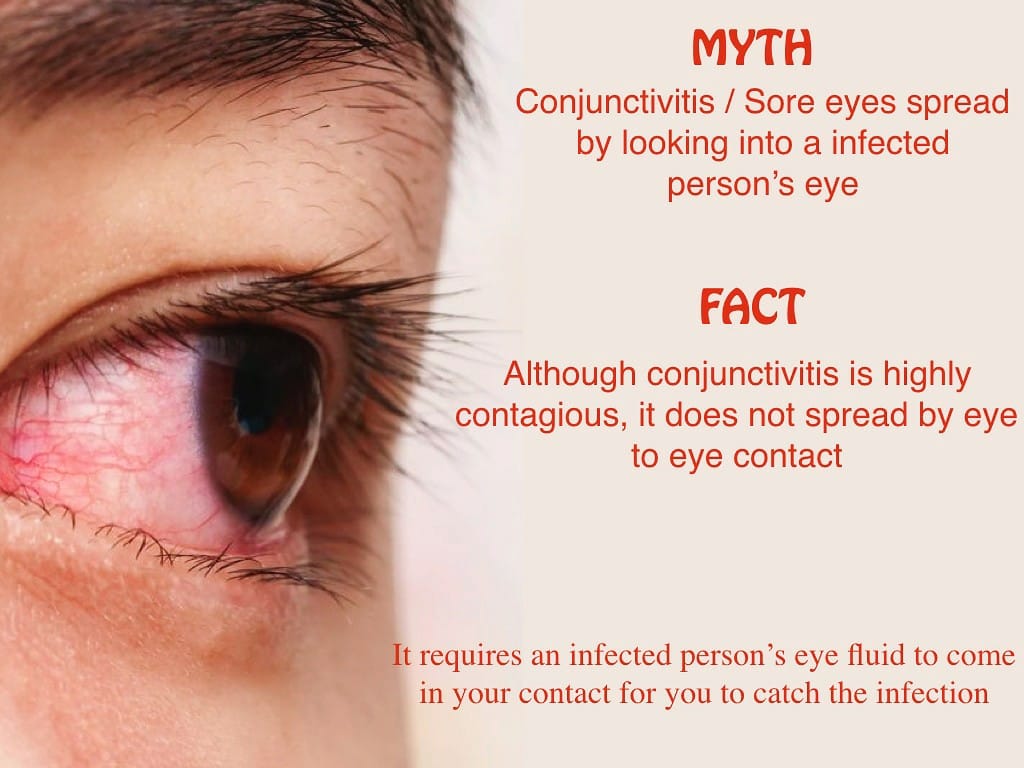 MYTH
Conjunctivitis / Sore eyes spread
by looking into a infected
person’s eye
FACT
Although conjunctivitis is highly
contagious, it does not spread by eye
to eye contact
It requires an infected person’s eye fluid to come
in your contact for you to catch the infection